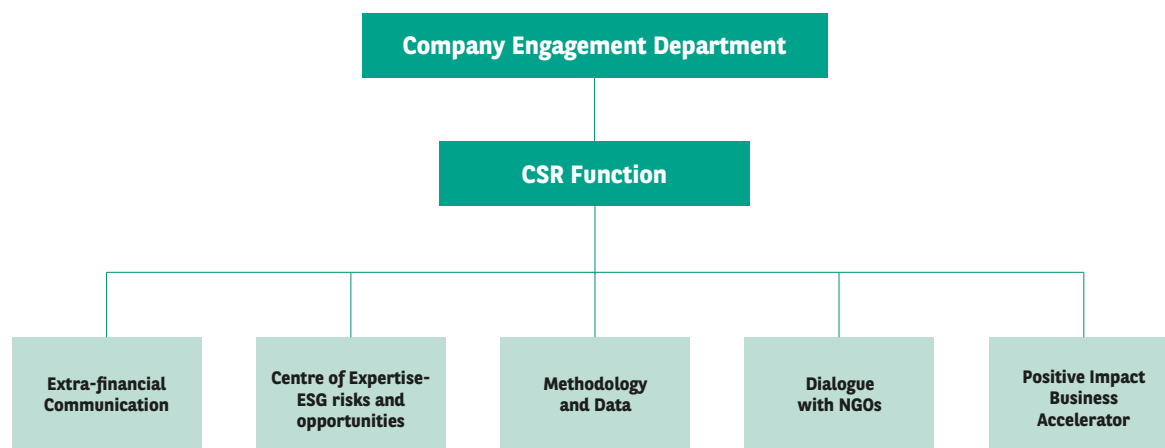 Company Engagement Department
CSR Function
Extra-financial
Communication
Centre of Expertise-
ESG risks and
opportunities
Methodology
and Data
Dialogue
with NGOs
Positive Impact
Business
Accelerator